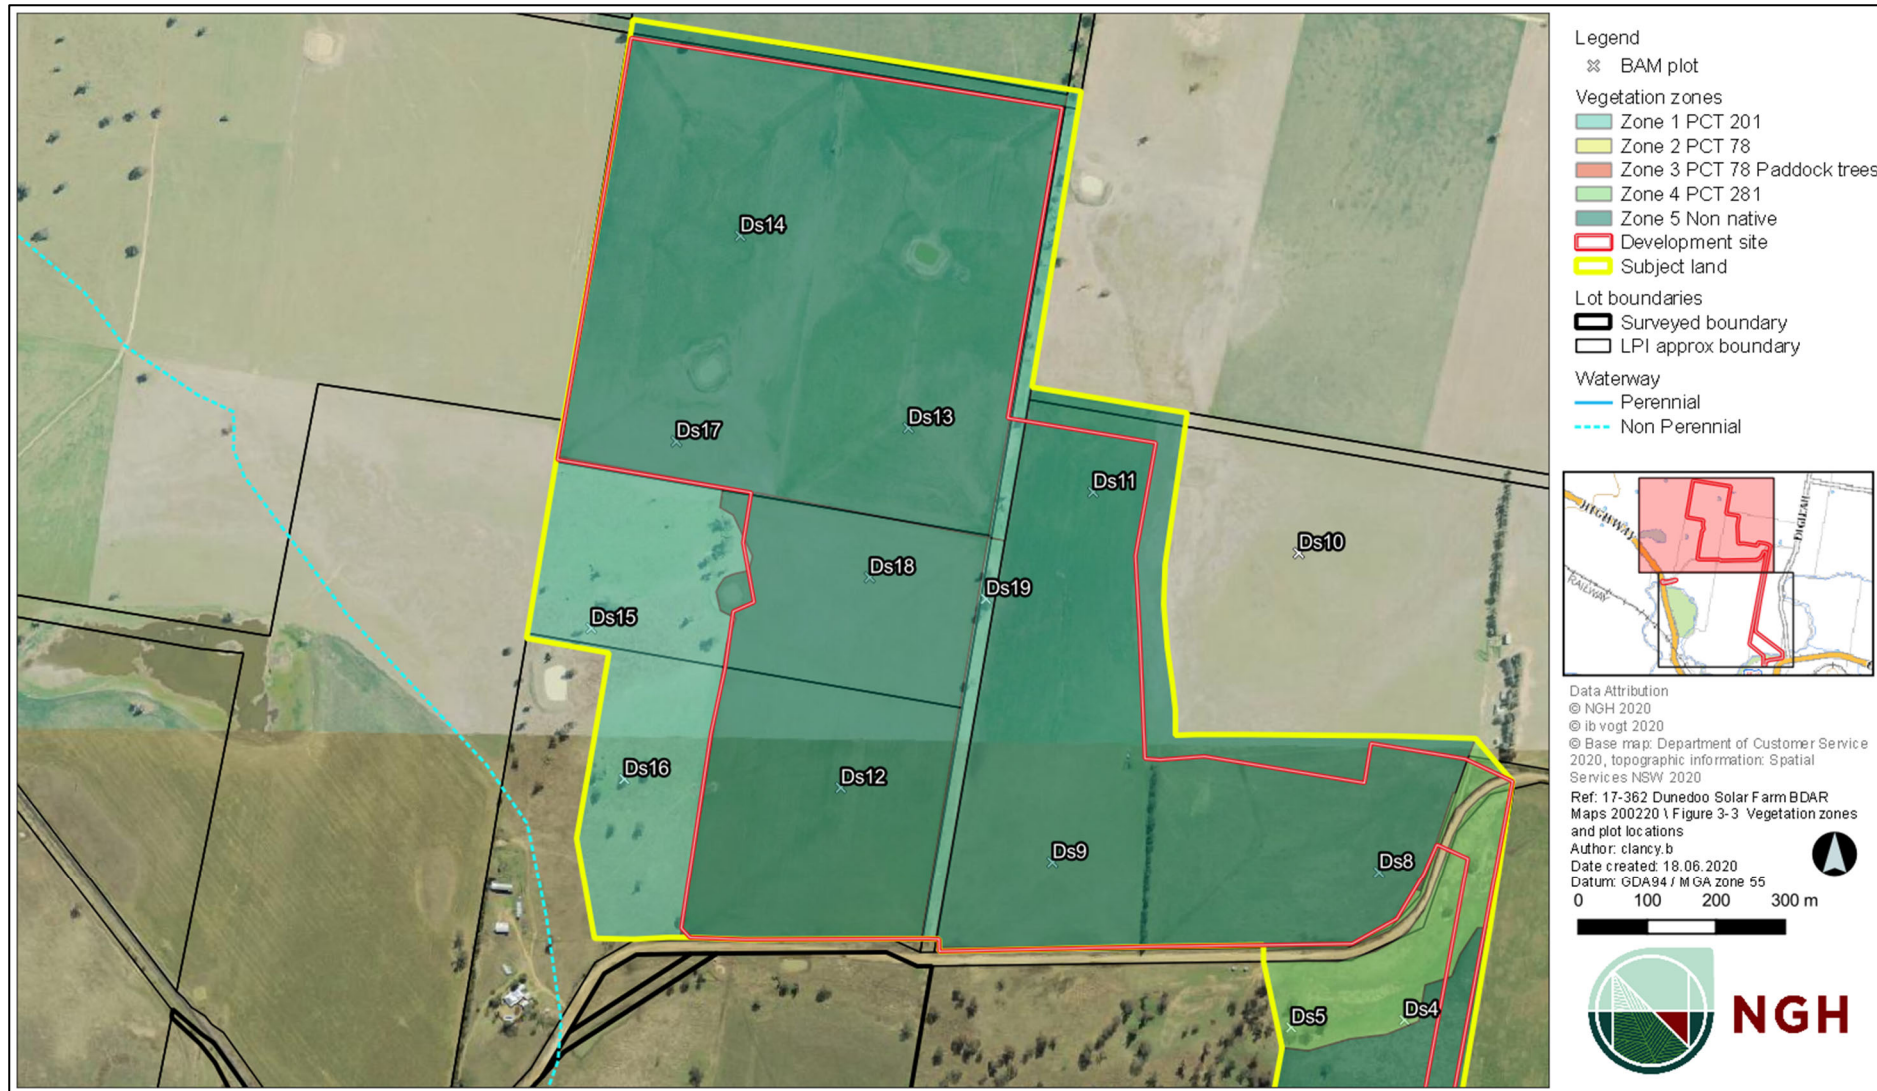 Ds14
Ds17
Ds13
Ds11
Ds10
Ds18
Ds19
Ds15
Ds16
Ds12
Ds9
Ds8
Ds5
Ds4
Legend
BAM plot
Vegetation zones
Zone 1 PCT 201
Zone 2 PCT 78
Zone 3 PCT 78 Paddock trees
Zone 4 PCT 281
Zone 5 Non native
Development site
Subject land
Lot boundaries
Surveyed boundary
LPI approx boundary
Waterway
Perennial
Non Perennial
HIGHWAY
RAILWAY
Data Attribution
© NGH 2020
© ib vogt 2020
© Base map: Department of Customer Service
2020, topographic information: Spatial
Services NSW 2020
Ref: 17-362 Dunedoo Solar Farm BDAR
Maps 200220 \ Figure 3-3 Vegetation zones
and plot locations
Author: clancy.b
Date created: 18.06.2020
Datum: GDA94 / MGA zone 55
0 100 200 300 m
NGH